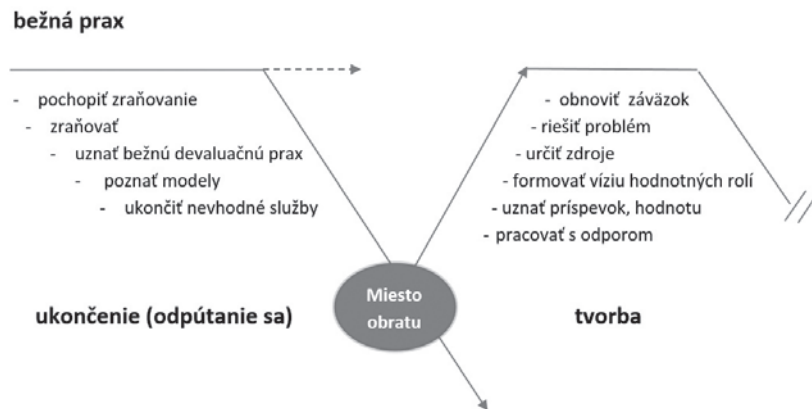 bežná prax
- pochopiť zraňovanie
- zraňovať
- uznať bežnú devaluačnú prax
- poznať modely
- ukončiť nevhodné služby
- obnoviť záväzok
- riešiť problém
- určiť zdroje
- formovať víziu hodnotných rolí
- uznať príspevok, hodnotu
- pracovať s odporom
Miesto
obratu
ukončenie (odpútanie sa)
tvorba